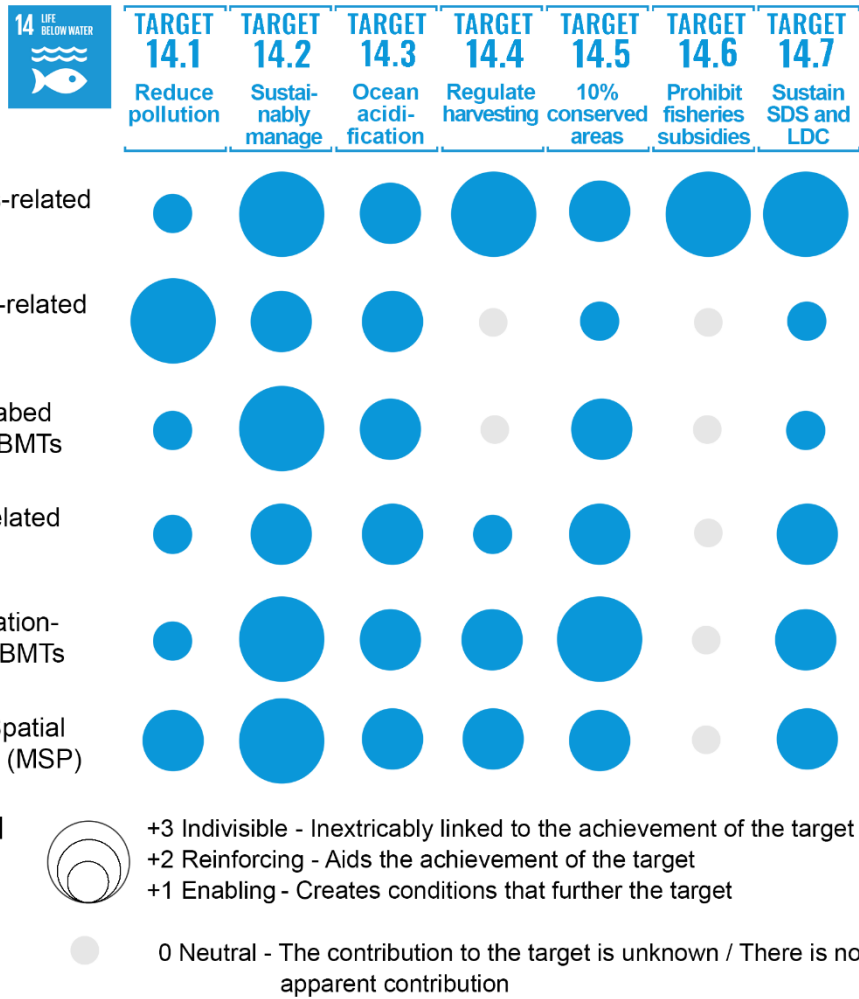 14 LIFE
BELOW WATER
TARGET
14.1
Reduce
pollution
TARGET
14.2
Sustai-
nably
manage
TARGET
14.3
Ocean
acidi-
fication
TARGET
14.4
Regulate
harvesting
TARGET
14.5
10%
conserved
areas
TARGET
14.6
Prohibit
fisheries
subsidies
TARGET
14.7
Sustain
SDS and
LDC
-related
-related
abed
BMTs
elated
ation-
BMTs
Spatial
(MSP)
+3 Indivisible - Inextricably linked to the achievement of the target
+2 Reinforcing - Aids the achievement of the target
+1 Enabling - Creates conditions that further the target
0 Neutral - The contribution to the target is unknown / There is no
apparent contribution